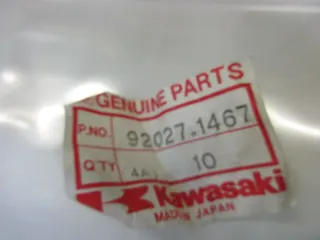 GENUINE PARTS
P.NO. 92027-1467
Q'TY 10
Kawasaki
MADE IN JAPAN